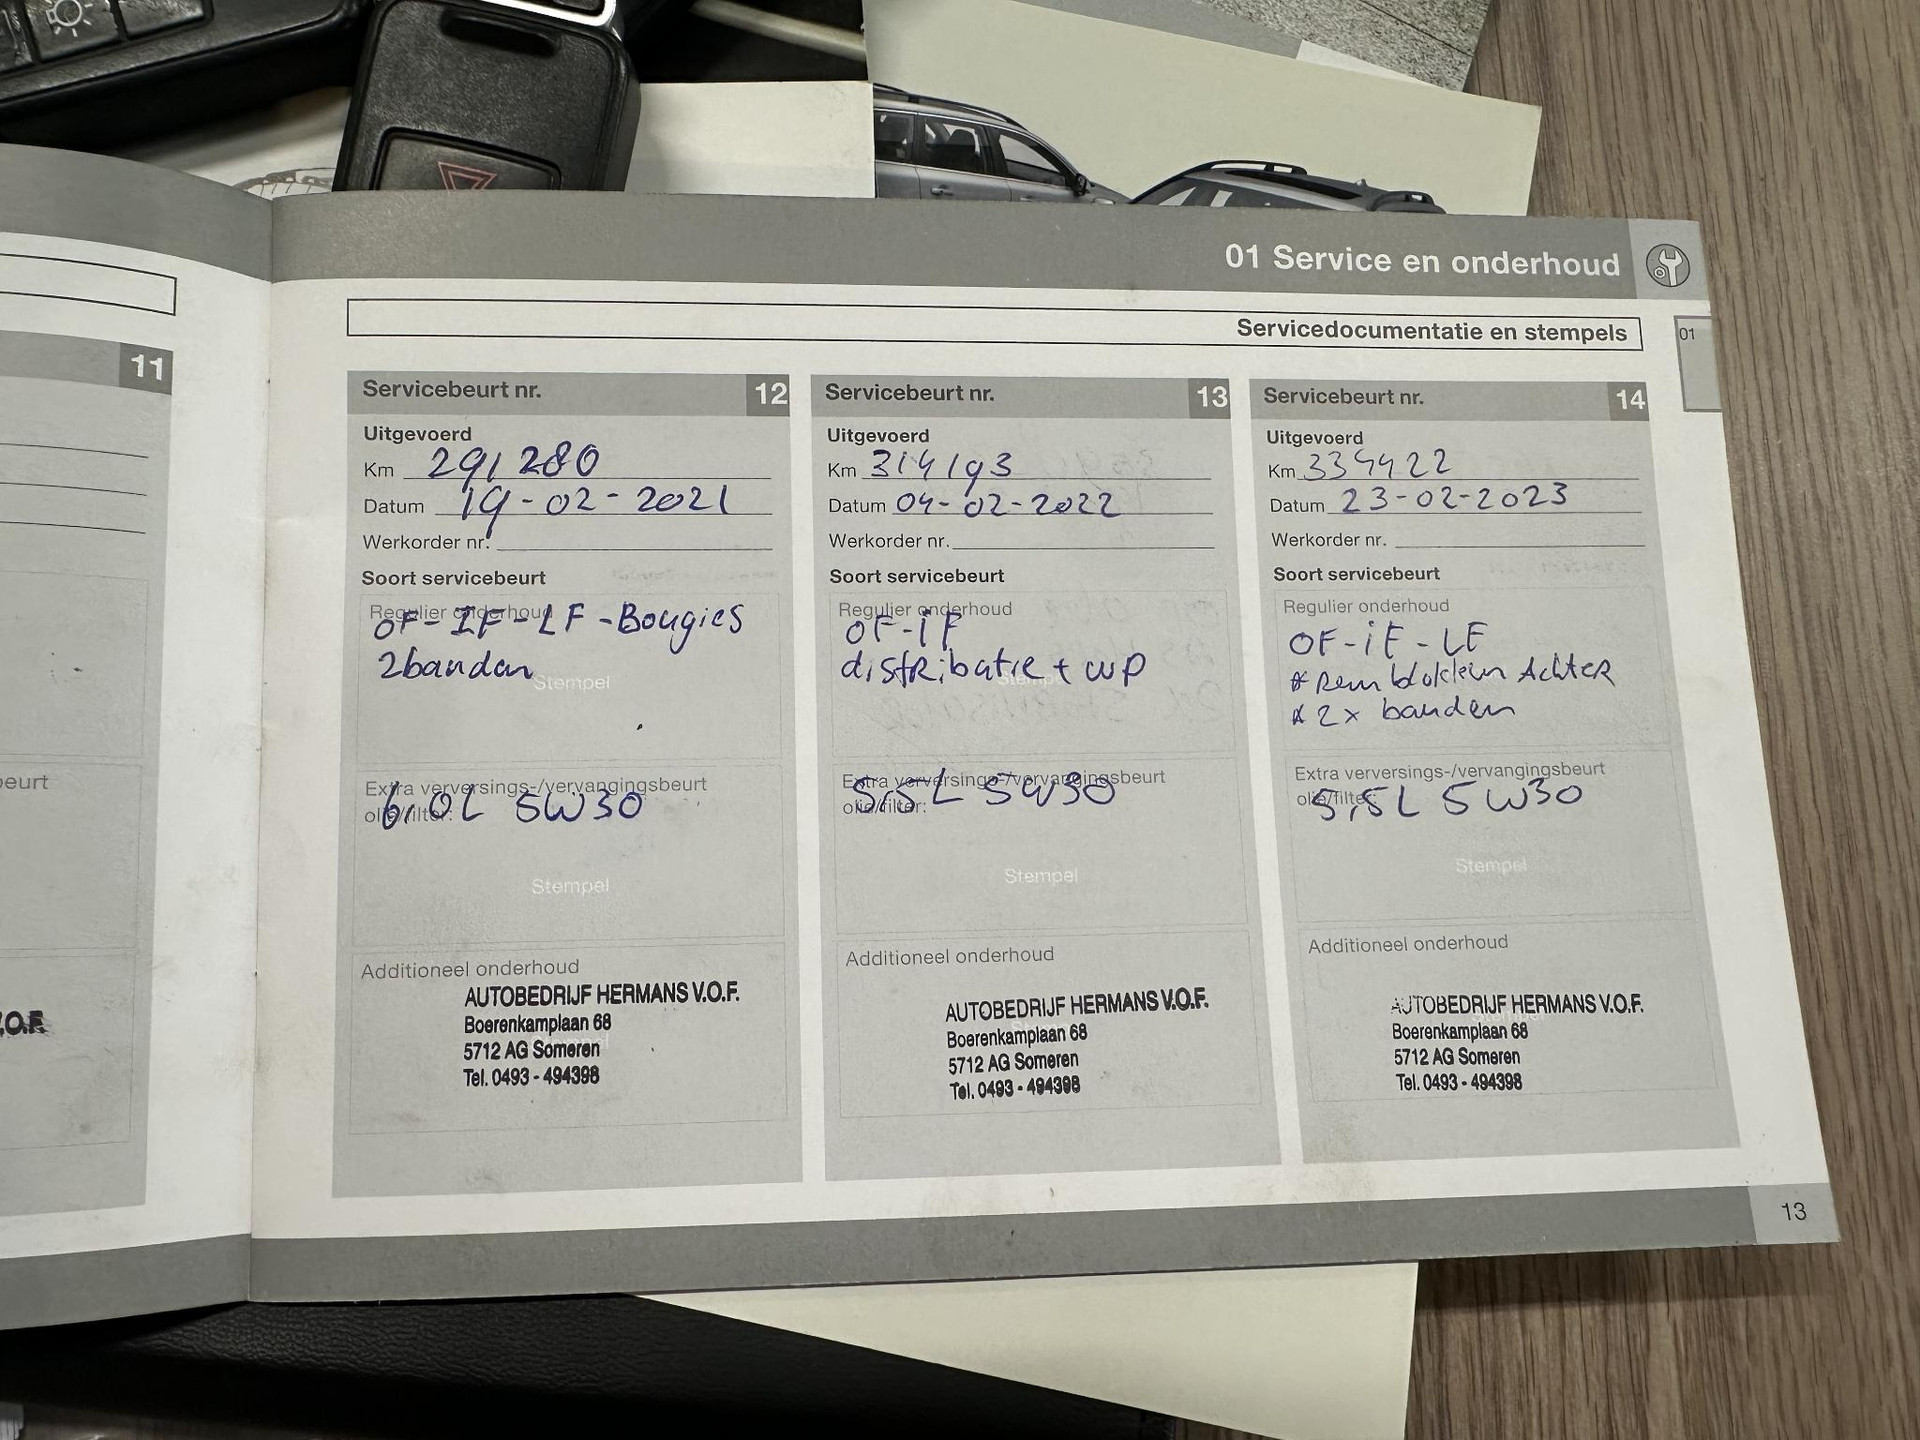 01 Service en onderhoud
Servicedocumentatie en stempels
01
11
eurt
V.O.F.
Servicebeurt nr. 12
Uitgevoerd
Km 291280
Datum 19-02-2021
Werkorder nr.
Soort servicebeurt
Regulier onderhoud
OF-IF-LF-Bougies
2banden
Stempel
Extra verversings-/vervangingsbeurt
olie/filter:
6,0L 5W30
Stempel
Additioneel onderhoud
AUTOBEDRIJF HERMANS V.O.F.
Boerenkamplaan 68
5712 AG Someren
Tel. 0493 - 494398
Servicebeurt nr. 13
Uitgevoerd
Km 314193
Datum 04-02-2022
Werkorder nr.
Soort servicebeurt
Regulier onderhoud
OF-iF
distributie + WP
Stempel
Extra verversings-/vervangingsbeurt
olie/filter:
5,5L 5W30
Stempel
Additioneel onderhoud
AUTOBEDRIJF HERMANS V.O.F.
Boerenkamplaan 68
5712 AG Someren
Tel. 0493 - 494398
Servicebeurt nr. 14
Uitgevoerd
Km 334422
Datum 23-02-2023
Werkorder nr.
Soort servicebeurt
Regulier onderhoud
OF-iF-LF
* Remblokken Achter
* 2x banden
Extra verversings-/vervangingsbeurt
olie/filter:
5,5L 5W30
Stempel
Additioneel onderhoud
AUTOBEDRIJF HERMANS V.O.F.
Boerenkamplaan 68
5712 AG Someren
Tel. 0493 - 494398
13